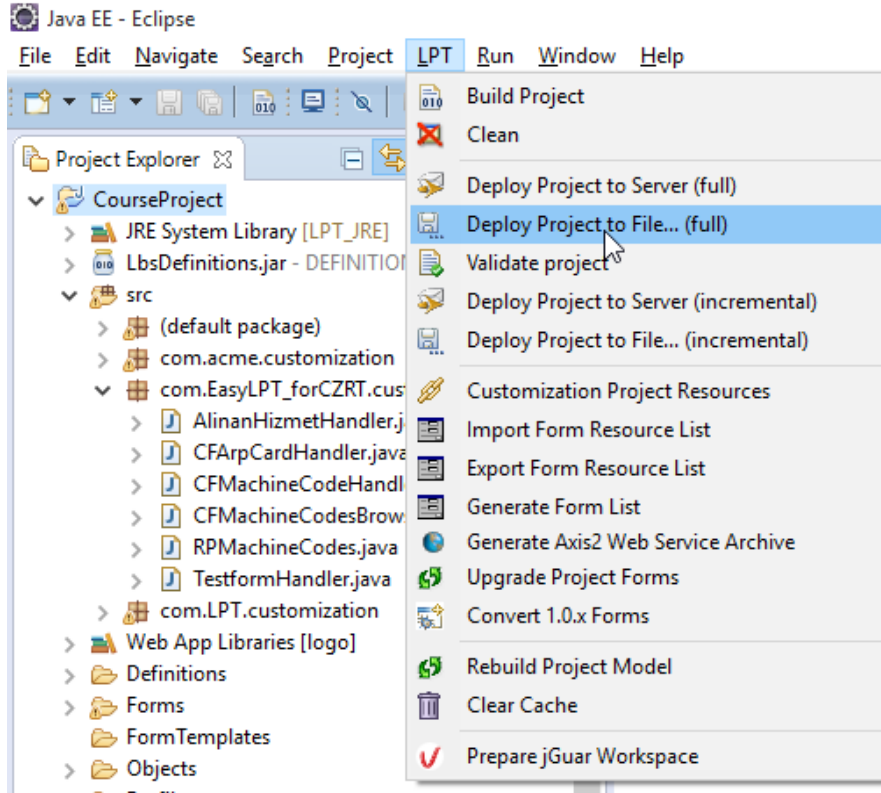 Java EE - Eclipse
File Edit Navigate Search Project LPT Run Window Help
Project Explorer
CourseProject
JRE System Library [LPT_JRE]
LbsDefinitions.jar - DEFINITION
src
(default package)
com.acme.customization
com.EasyLPT_forCZRT.cus
AlinanHizmetHandler.j
CFArpCardHandler.java
CFMachineCodeHandl
CFMachineCodesBrow
RPMachineCodes.java
TestformHandler.java
com.LPT.customization
Web App Libraries [logo]
Definitions
Forms
FormTemplates
Objects
Build Project
Clean
Deploy Project to Server (full)
Deploy Project to File... (full)
Validate project
Deploy Project to Server (incremental)
Deploy Project to File... (incremental)
Customization Project Resources
Import Form Resource List
Export Form Resource List
Generate Form List
Generate Axis2 Web Service Archive
Upgrade Project Forms
Convert 1.0.x Forms
Rebuild Project Model
Clear Cache
Prepare jGuar Workspace